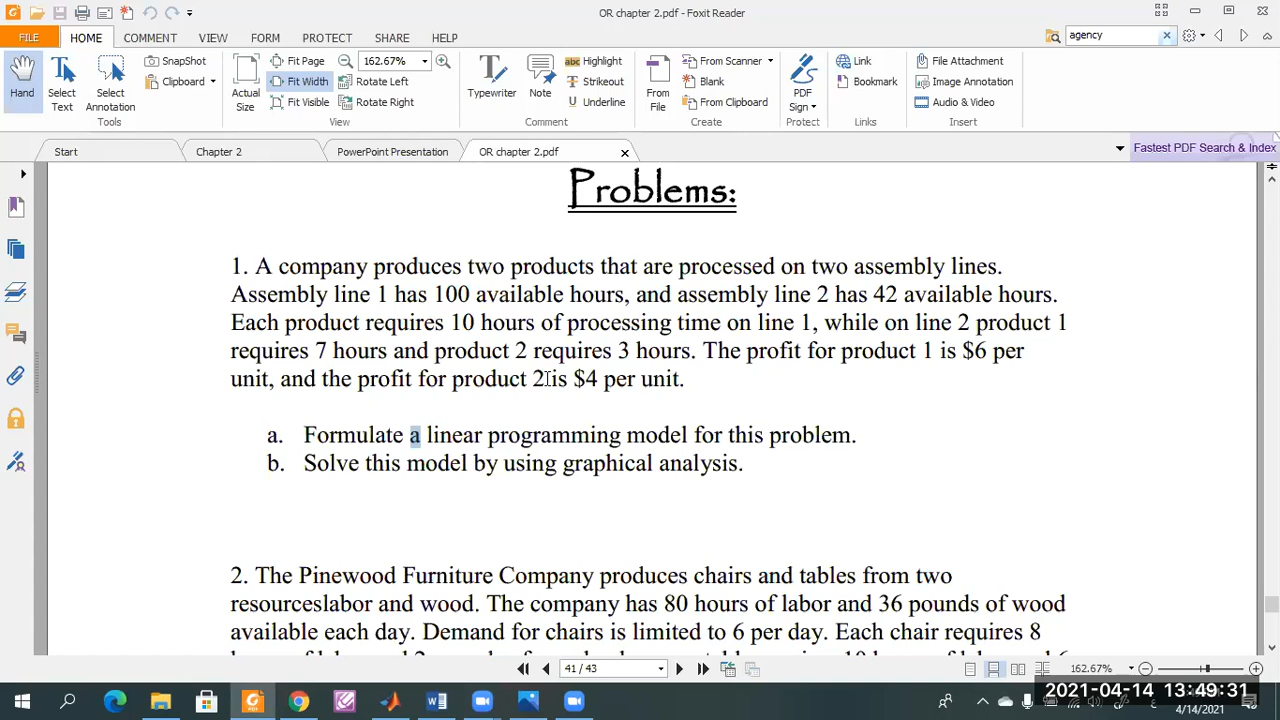 OR chapter 2.pdf - Foxit Reader
FILE HOME COMMENT VIEW FORM PROTECT SHARE HELP agency
Hand
Select Text
Select Annotation
SnapShot
Clipboard
Tools
Actual Size
Fit Page
Fit Width
Fit Visible
162.67%
Rotate Left
Rotate Right
View
Typewriter
Note
Highlight
Strikeout
Underline
Comment
From File
From Scanner
Blank
From Clipboard
Create
PDF Sign
Protect
Link
Bookmark
Links
File Attachment
Image Annotation
Audio & Video
Insert
Start Chapter 2 PowerPoint Presentation OR chapter 2.pdf Fastest PDF Search & Index
Problems:
1. A company produces two products that are processed on two assembly lines.
Assembly line 1 has 100 available hours, and assembly line 2 has 42 available hours.
Each product requires 10 hours of processing time on line 1, while on line 2 product 1
requires 7 hours and product 2 requires 3 hours. The profit for product 1 is $6 per
unit, and the profit for product 2 is $4 per unit.
a. Formulate a linear programming model for this problem.
b. Solve this model by using graphical analysis.
2. The Pinewood Furniture Company produces chairs and tables from two
resourceslabor and wood. The company has 80 hours of labor and 36 pounds of wood
available each day. Demand for chairs is limited to 6 per day. Each chair requires 8
41 / 43 162.67%
2021-04-14 13:49:31
4/14/2021